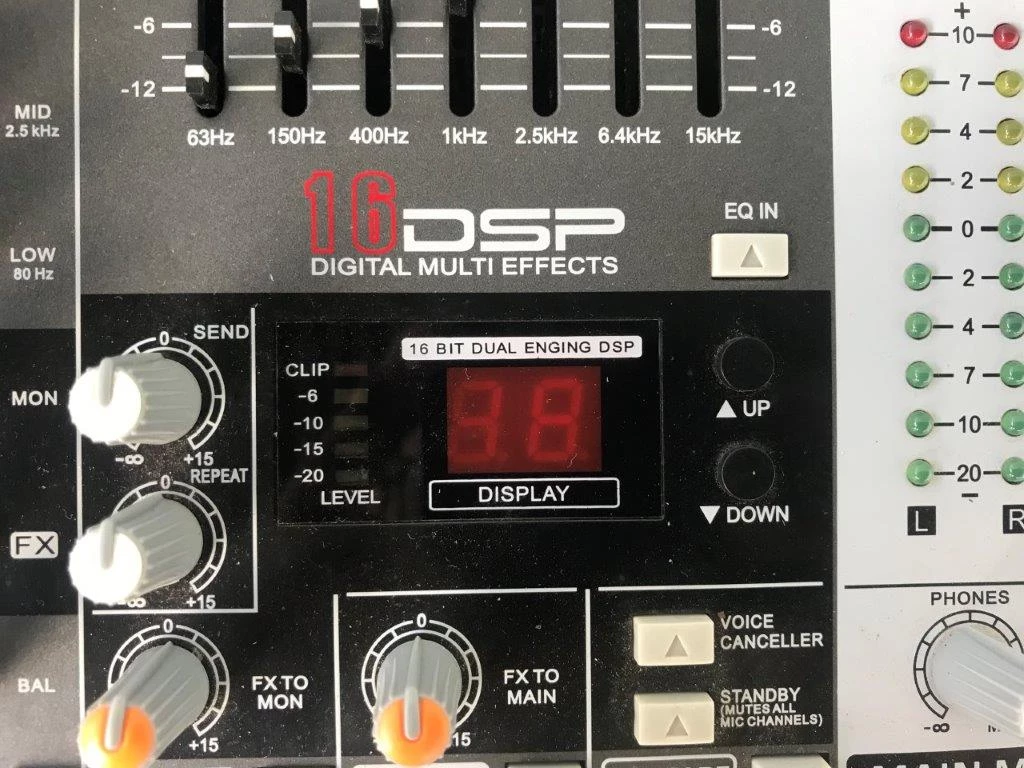 -6 -6
-12 -12
63Hz 150Hz 400Hz 1kHz 2.5kHz 6.4kHz 15kHz
MID
2.5 kHz
LOW
80 Hz
16DSP
DIGITAL MULTI EFFECTS
EQ IN
+
10
7
4
2
0
2
4
7
10
20
−
L R
MON
SEND
0
-∞ +15
REPEAT
0
-∞ +15
FX
16 BIT DUAL ENGING DSP
CLIP
-6
-10
-15
-20
LEVEL
38
DISPLAY
▲ UP
▼ DOWN
BAL
0
FX TO
MON
+15
0
FX TO
MAIN
15
VOICE
CANCELLER
STANDBY
(MUTES ALL
MIC CHANNELS)
PHONES
-∞
MAIN M